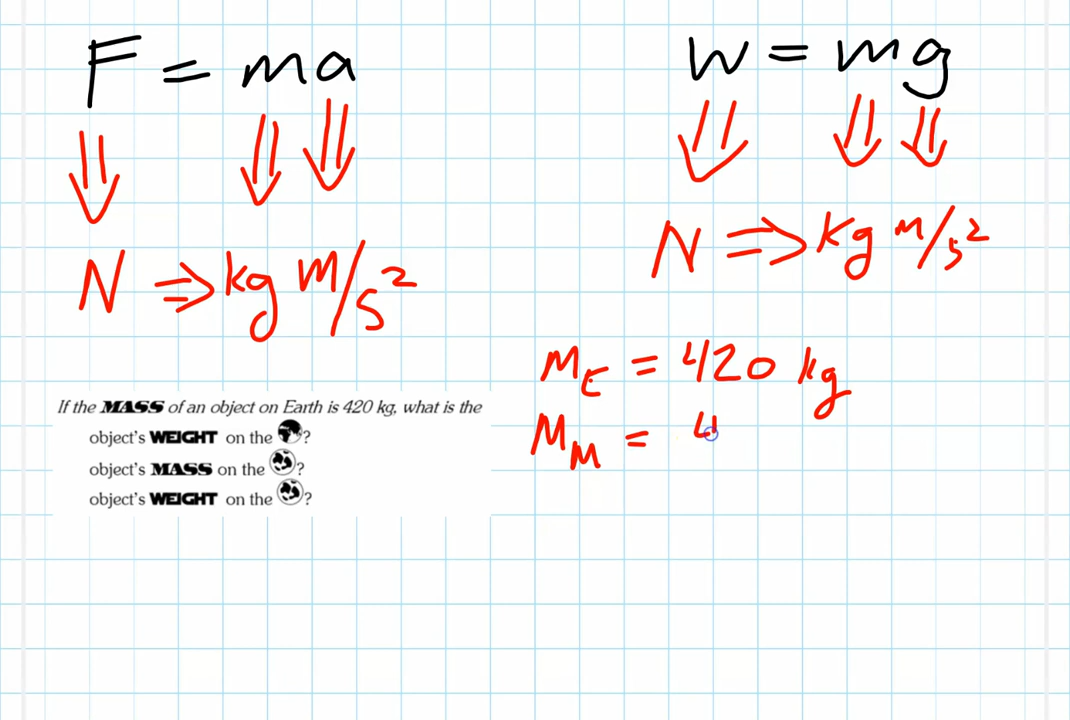 F = ma
W = mg
N ⇒ kg m/s²
N ⇒ kg m/s²
M_E = 420 kg
If the MASS of an object on Earth is 420 kg, what is the
object's WEIGHT on the ?
object's MASS on the ?
object's WEIGHT on the ?
M_M = 4